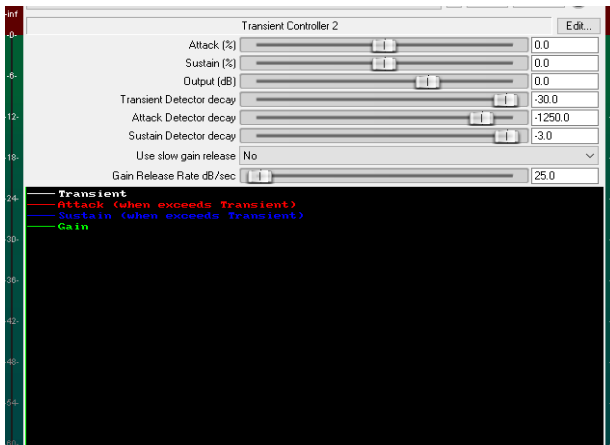 -inf
Transient Controller 2 Edit...
-0-
Attack (%) 0.0
Sustain (%) 0.0
-6-
Output (dB) 0.0
Transient Detector decay -30.0
-12-
Attack Detector decay -1250.0
Sustain Detector decay -3.0
-18-
Use slow gain release No
Gain Release Rate dB/sec 25.0
-24-
Transient
Attack (when exceeds Transient)
Sustain (when exceeds Transient)
Gain
-30-
-36-
-42-
-48-
-54-
-60-